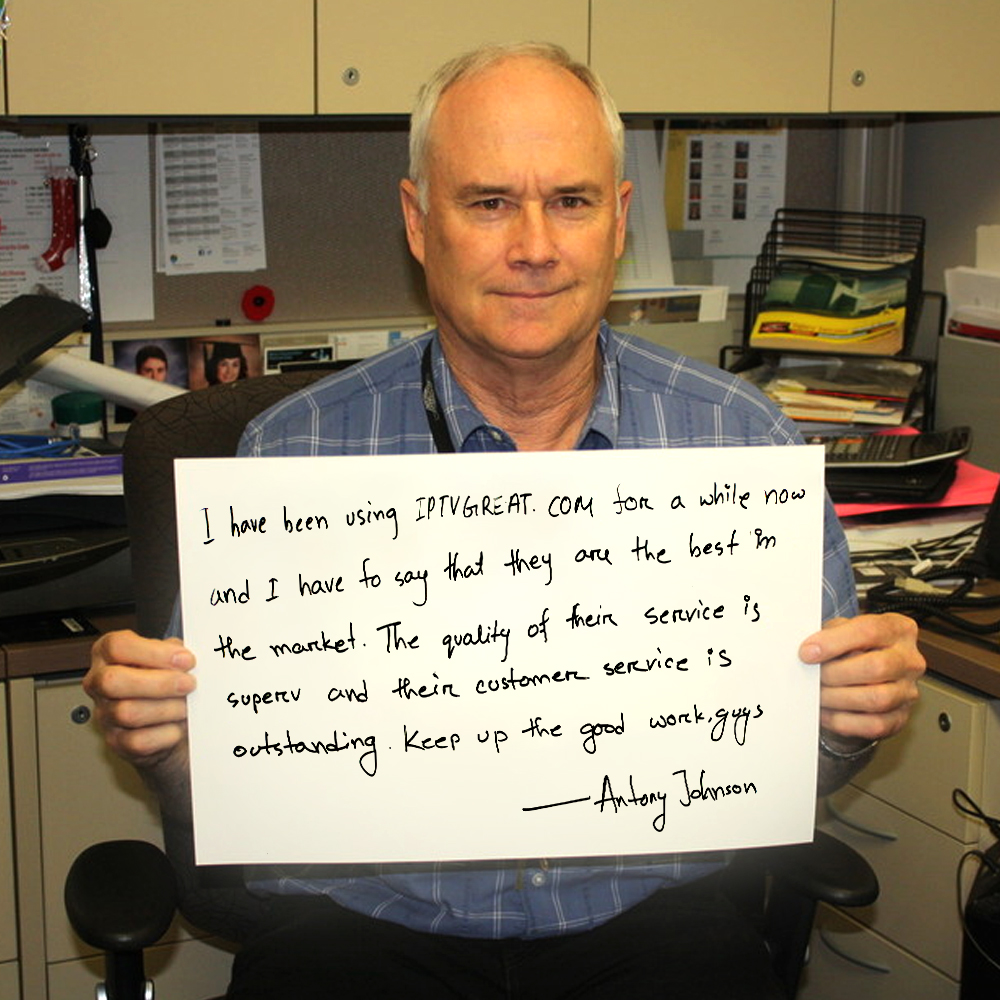 I have been using IPTVGREAT.COM for a while now
and I have to say that they are the best in
the market. The quality of their service is
superv and their customer service is
outstanding. Keep up the good work, guys
—Antony Johnson